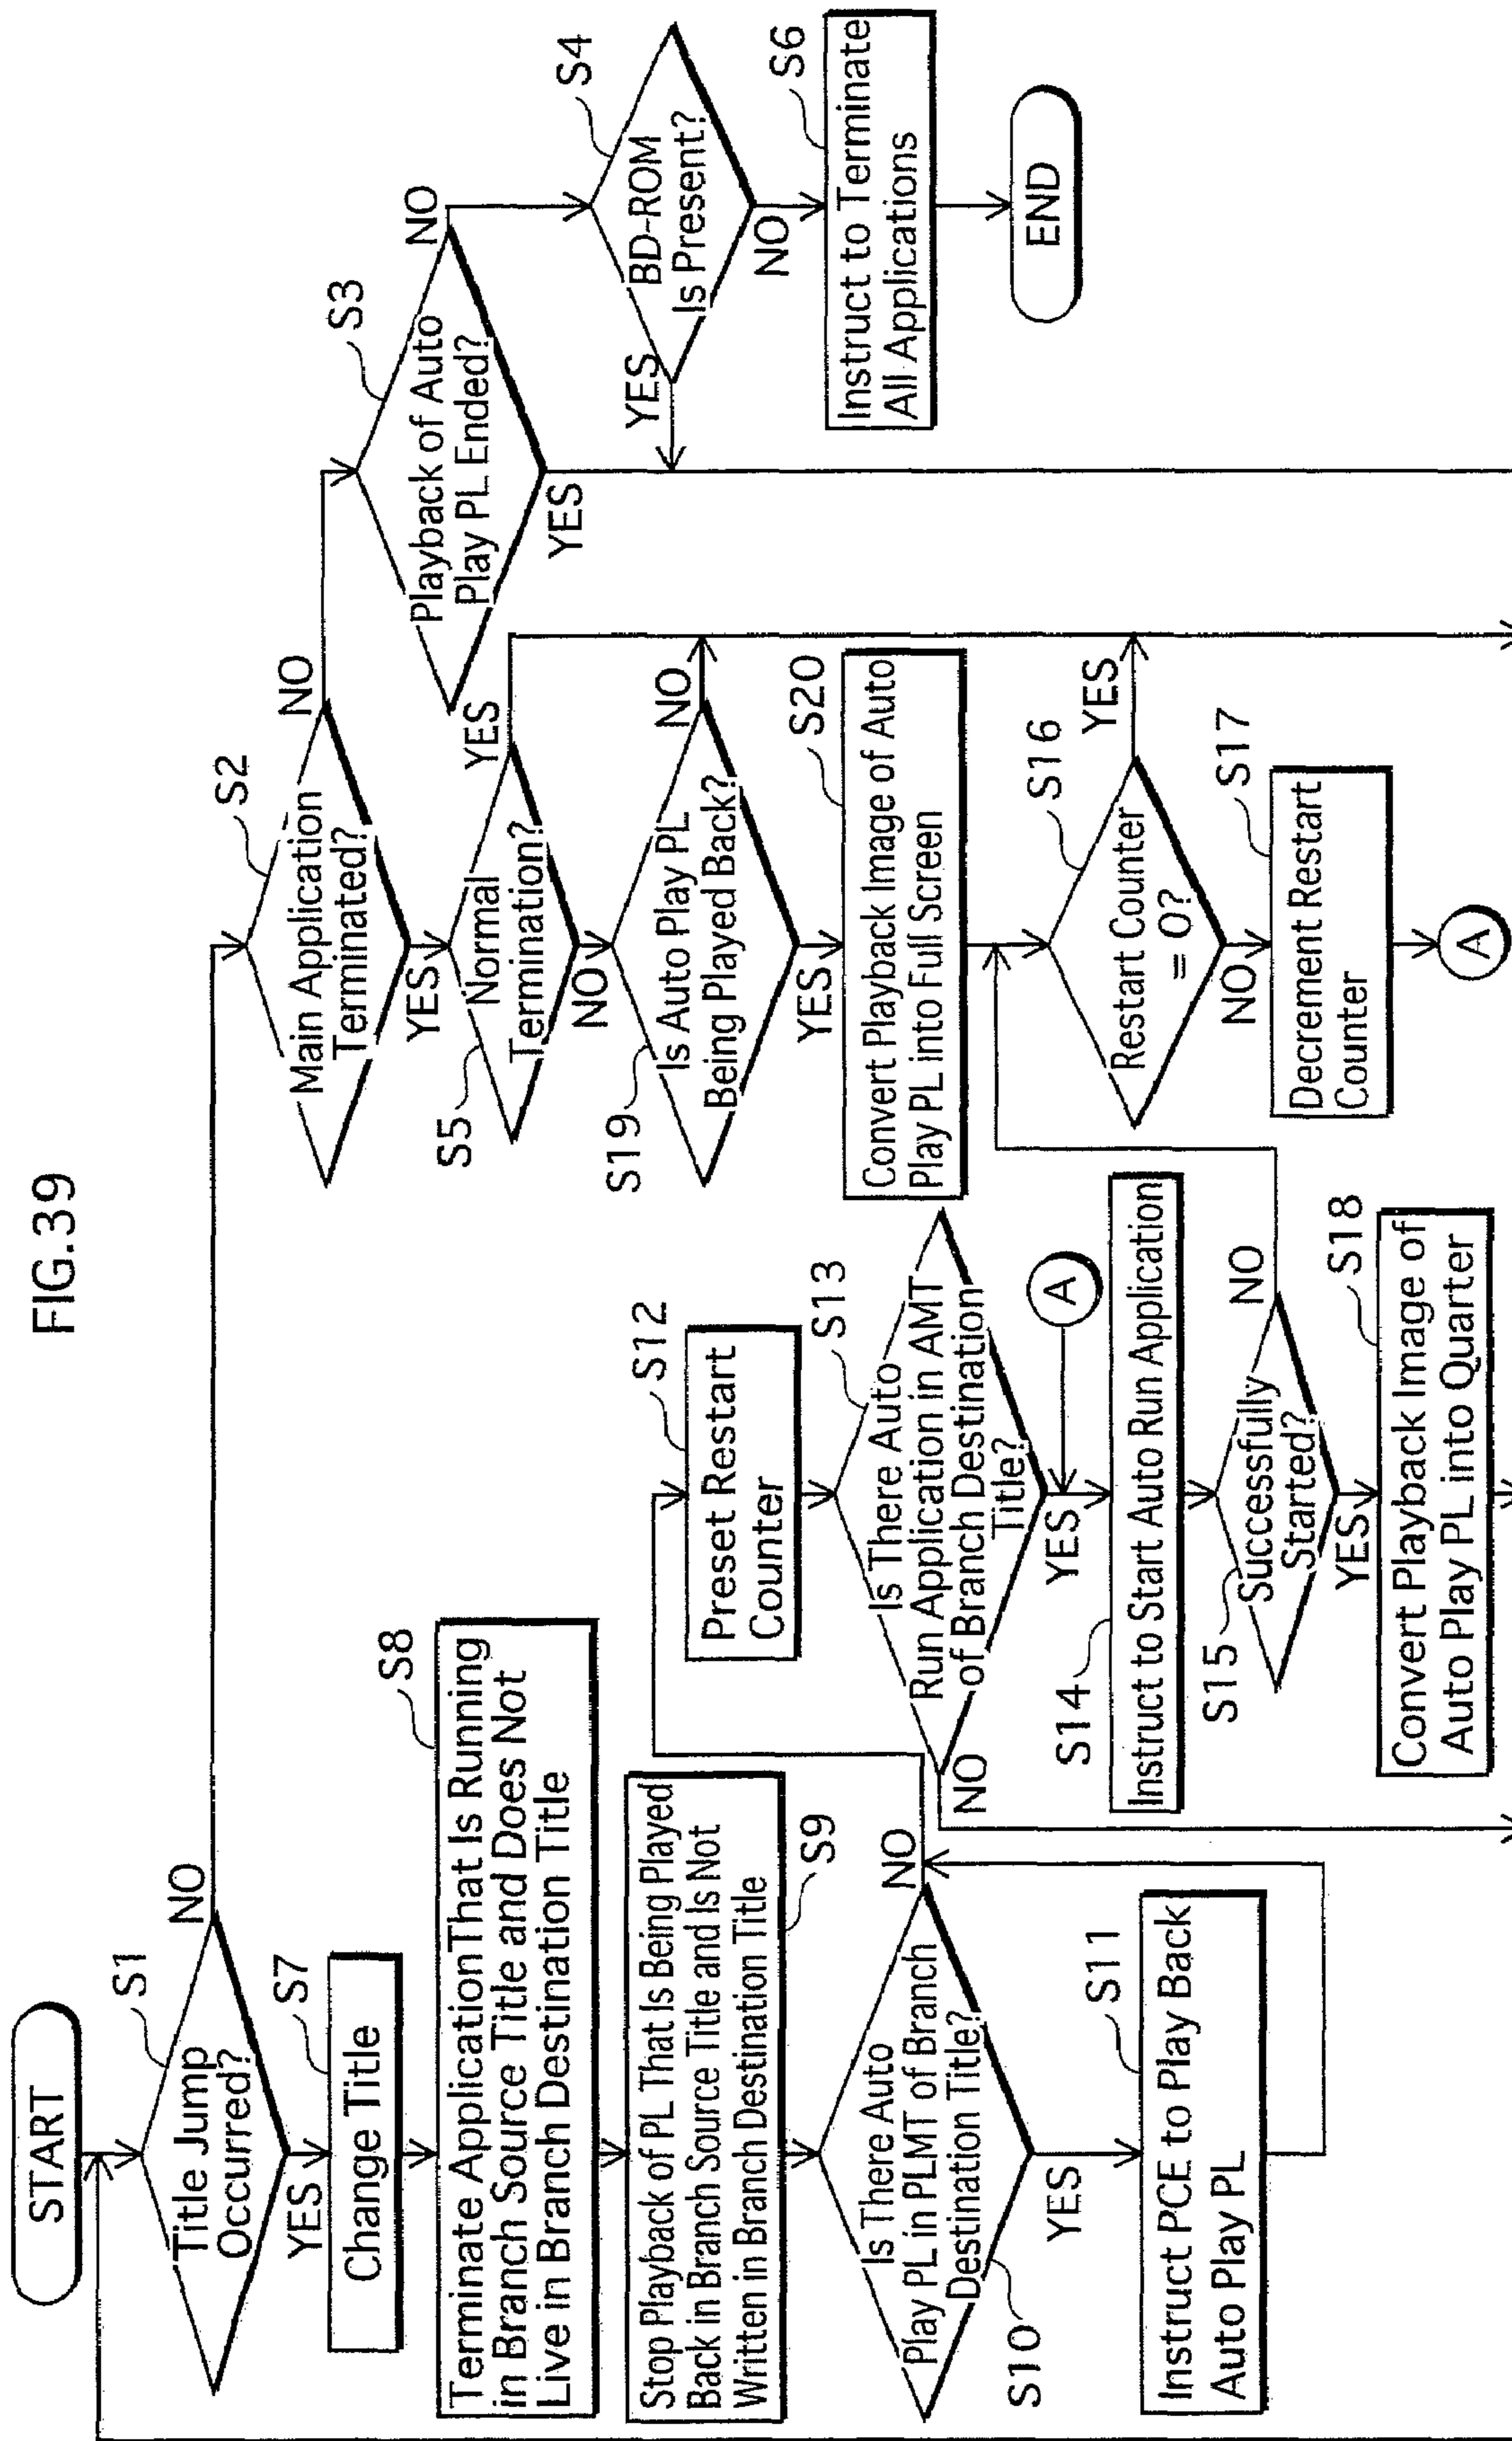 FIG.39
START
Title Jump
Occurred?
S1
NO
YES
Change Title
S7
Terminate ApplicationThat Is Running
in Branch Source Title and Does Not
Live in Branch Destination Title
S8
Stop Playback of PL That Is Being Played
Back in Branch Source Title and Is Not
Written in Branch Destination Title
S9
Is There Auto
Play PL in PLMT of Branch
Destination Title?
S10
NO
YES
Instruct PCE to Play Back
Auto Play PL
S11
Preset Restart
Counter
S12
Is There Auto
Run Application in AMT
of Branch Destination
Title?
S13
NO
YES
A
Instruct to Start Auto Run Application
S14
Successfully
Started?
S15
NO
YES
Convert Playback Image of
Auto Play PL into Quarter
S18
Main Application
Terminated?
S2
NO
YES
Normal
Termination?
S5
YES
NO
Is Auto Play PL
Being Played Back?
S19
NO
YES
Convert Playback Image of Auto
Play PL into Full Screen
S20
Restart Counter
= 0?
S16
YES
NO
Decrement Restart
Counter
S17
A
Playback of Auto
Play PL Ended?
S3
NO
YES
BD-ROM
Is Present?
S4
YES
NO
Instruct to Terminate
All Applications
S6
END